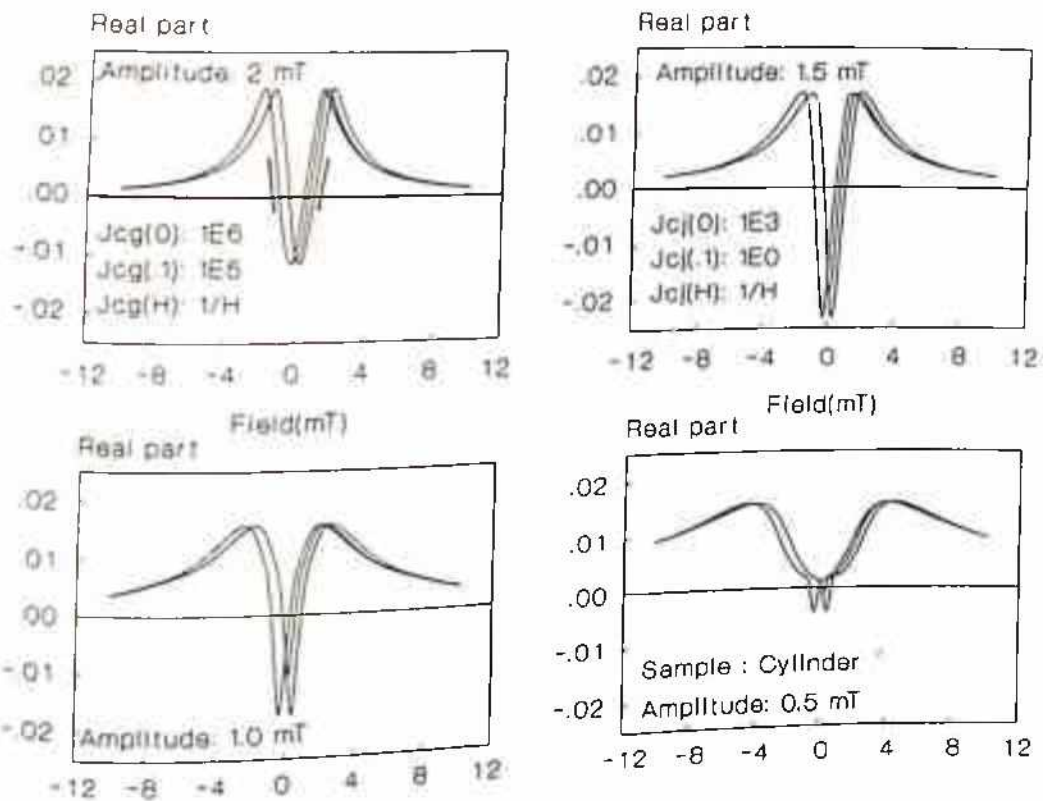 Real part
.02
Amplitude: 2 mT
.01
.00
Jcg(0): 1E6
-.01
Jcg(.1): 1E5
Jcg(H): 1/H
-.02
-12 -8 -4 0 4 8 12
Field(mT)
Real part
.02
Amplitude: 1.5 mT
.01
.00
Jcj(0): 1E3
-.01
Jcj(.1): 1E0
Jcj(H): 1/H
-.02
-12 -8 -4 0 4 8 12
Field(mT)
Real part
.02
.01
.00
-.01
-.02
Amplitude: 1.0 mT
-12 -8 -4 0 4 8 12
Real part
.02
.01
.00
-.01
Sample : Cylinder
-.02
Amplitude: 0.5 mT
-12 -8 -4 0 4 8 12